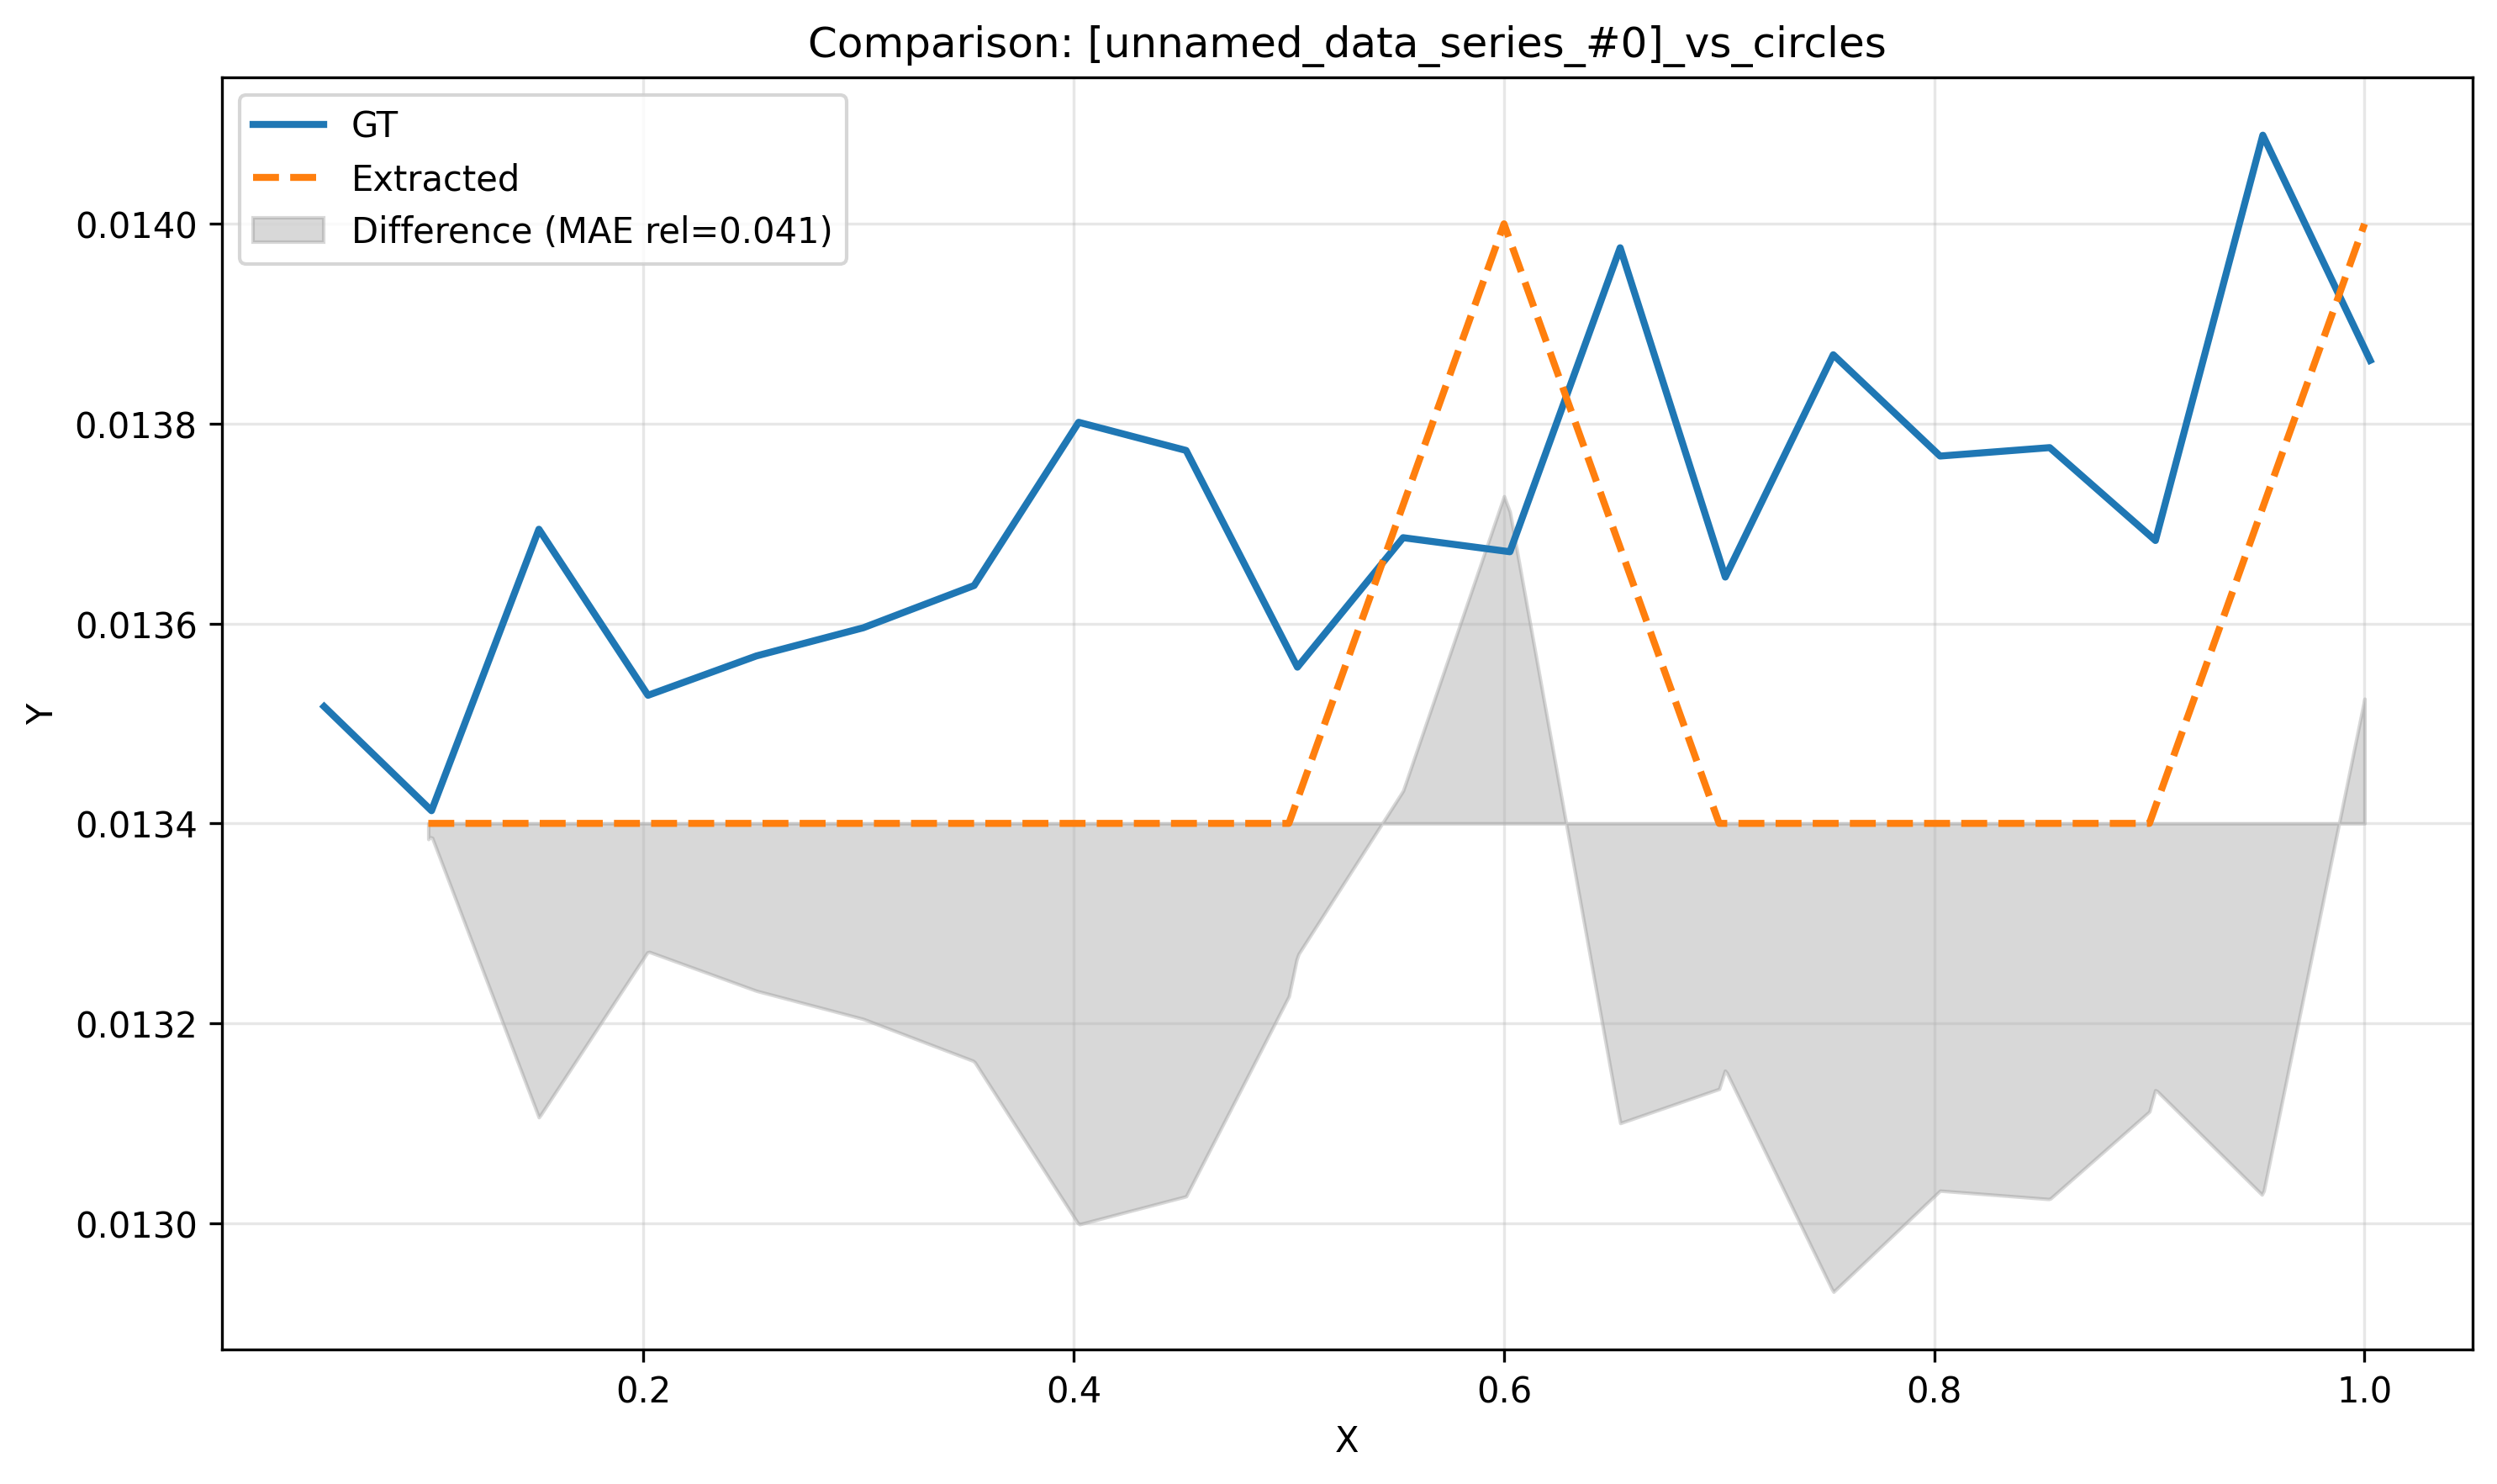 Comparison: [unnamed_data_series_#0]_vs_circles
GT
Extracted
Difference (MAE rel=0.041)
0.0140
0.0138
0.0136
0.0134
0.0132
0.0130
Y
0.2
0.4
0.6
0.8
1.0
X